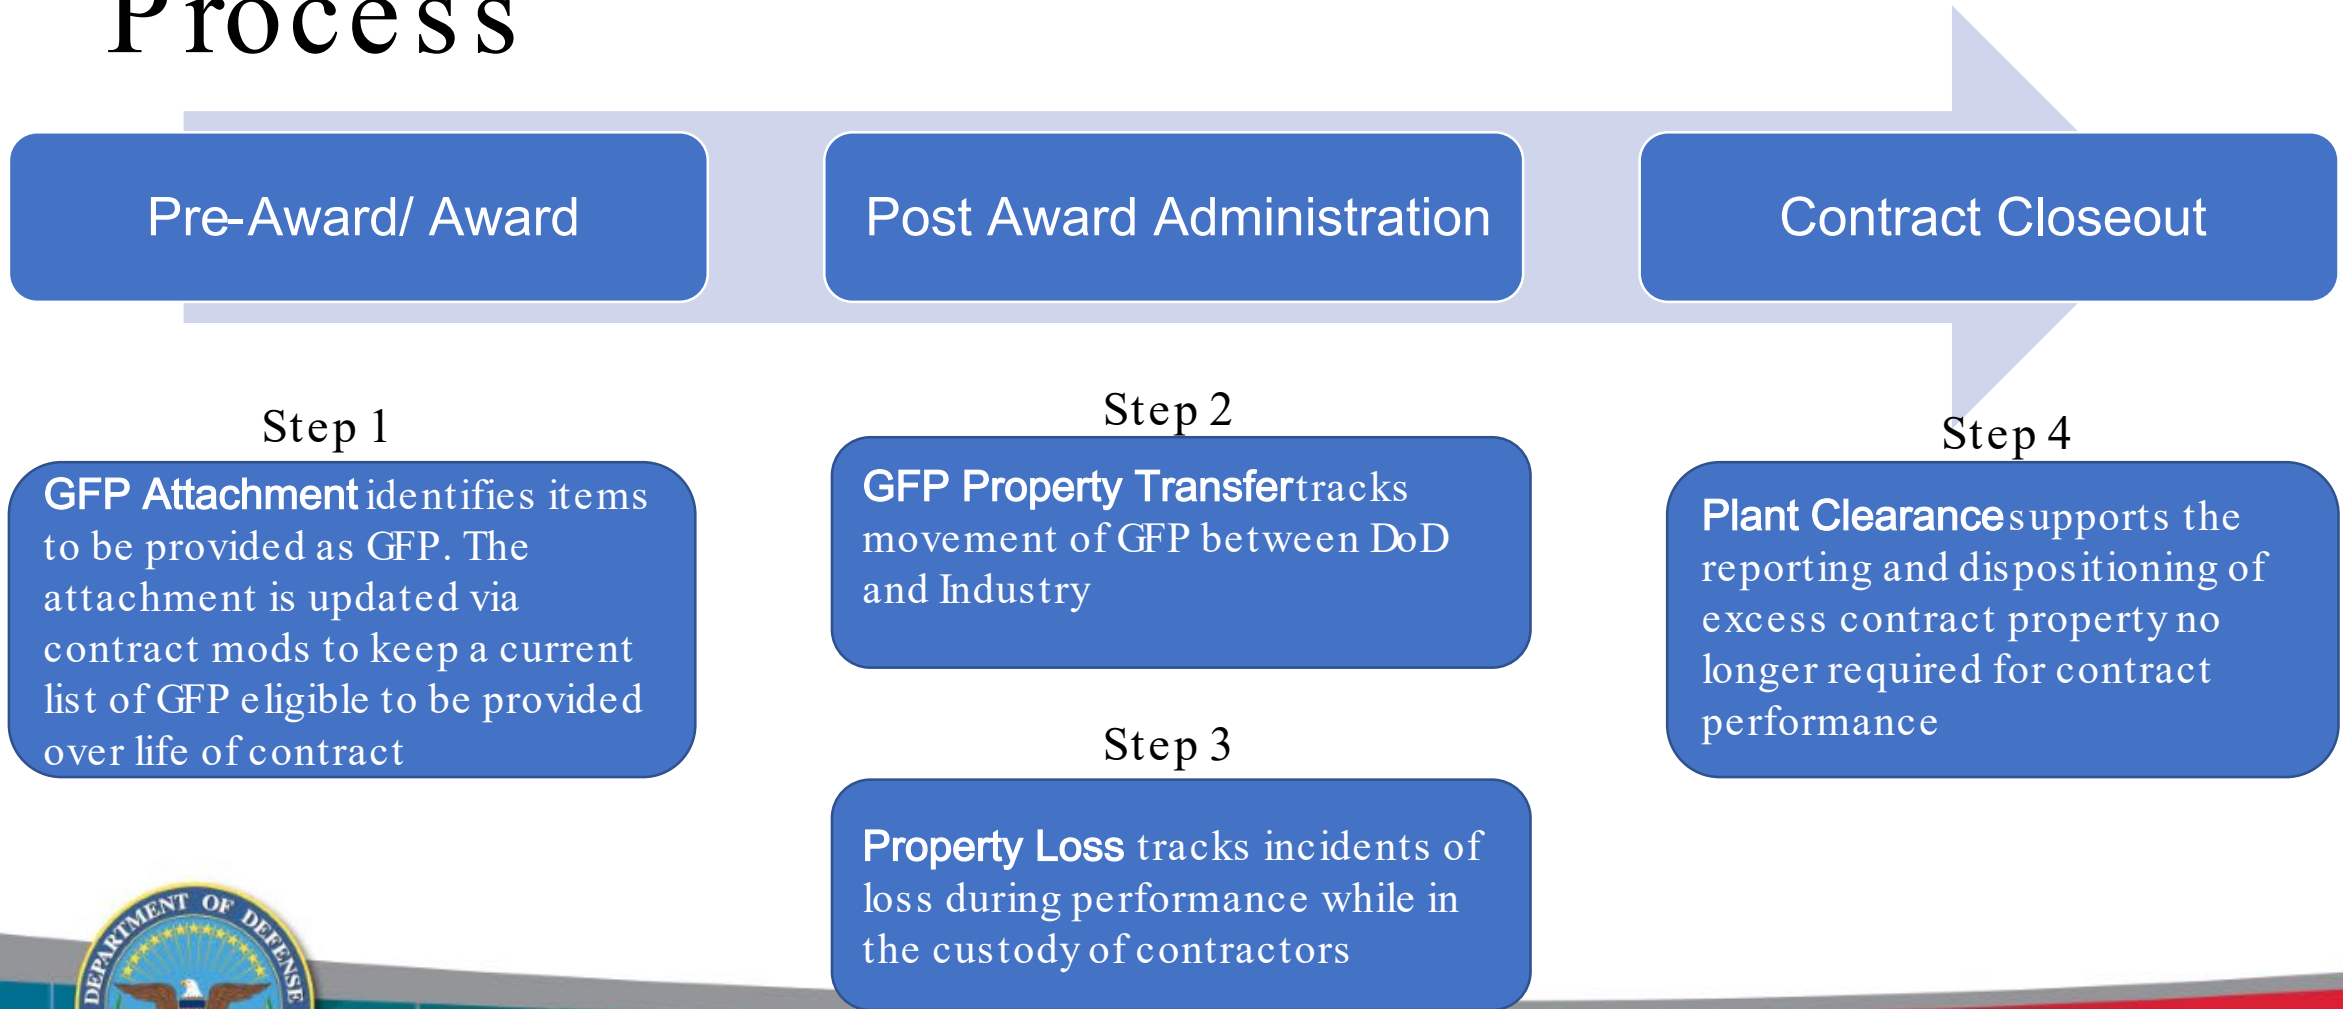 Process
Pre-Award/ Award
Post Award Administration
Contract Closeout
Step 1
GFP Attachment identifies items
to be provided as GFP. The
attachment is updated via
contract mods to keep a current
list of GFP eligible to be provided
over life of contract
Step 2
GFP Property Transfer tracks
movement of GFP between DoD
and Industry
Step 3
Property Loss tracks incidents of
loss during performance while in
the custody of contractors
Step 4
Plant Clearance supports the
reporting and dispositioning of
excess contract property no
longer required for contract
performance
DEPARTMENT OF DEFENSE